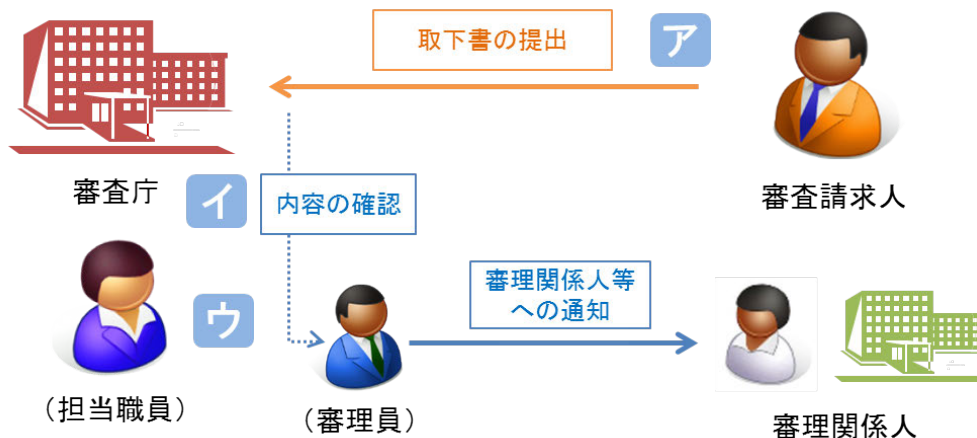 取下書の提出
ア
審査庁
イ
内容の確認
審査請求人
ウ
審理関係人等
への通知
（担当職員）
（審理員）
審理関係人